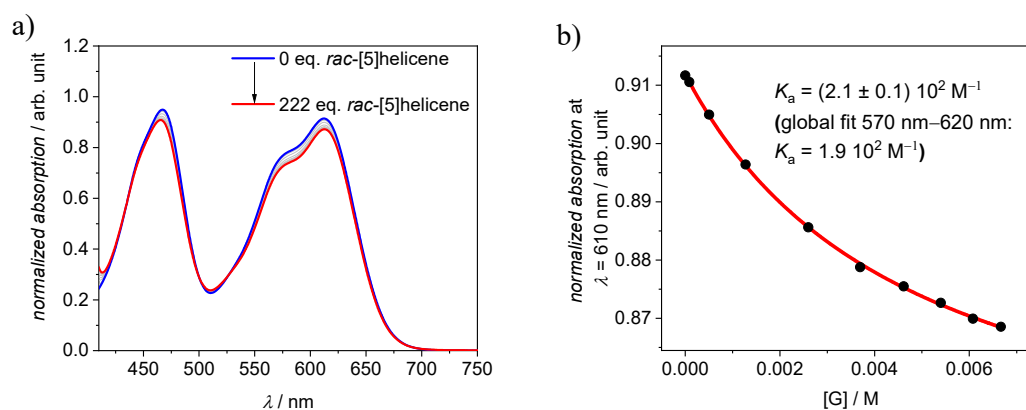 a)
normalized absorption / arb. unit
1.2
1.0
0.8
0.6
0.4
0.2
0.0
0 eq. rac-[5]helicene
222 eq. rac-[5]helicene
450 500 550 600 650 700 750
λ / nm
b)
normalized absorption at
λ = 610 nm / arb. unit
0.91
0.90
0.89
0.88
0.87
Kₐ = (2.1 ± 0.1) 10² M⁻¹
(global fit 570 nm–620 nm:
Kₐ = 1.9 10² M⁻¹)
0.000 0.002 0.004 0.006
[G] / M